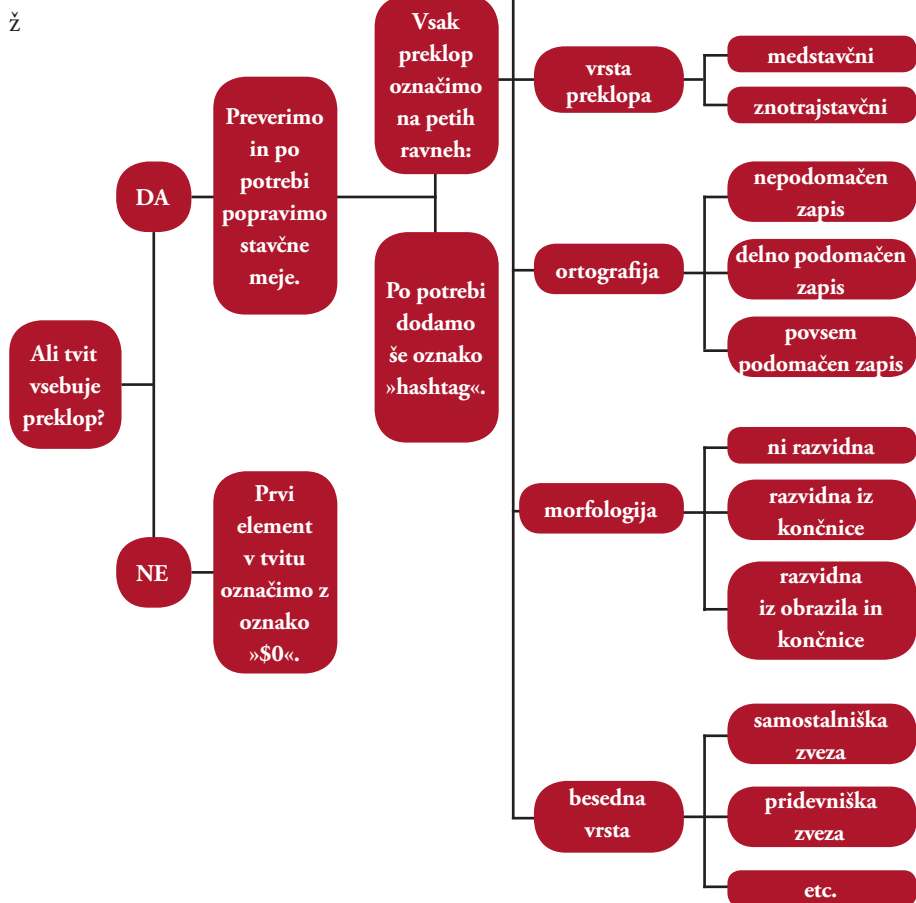 ž
Ali tvit
vsebuje
preklop?
DA
Preverimo
in po
potrebi
popravimo
stavčne
meje.
NE
Prvi
element
v tvitu
označimo z
oznako
»$0«.
Vsak
preklop
označimo
na petih
ravneh:
Po potrebi
dodamo
še oznako
»hashtag«.
vrsta
preklopa
medstavčni
znotrajstavčni
ortografija
nepodomačen
zapis
delno podomačen
zapis
povsem
podomačen zapis
morfologija
ni razvidna
razvidna iz
končnice
razvidna
iz obrazila in
končnice
besedna
vrsta
samostalniška
zveza
pridevniška
zveza
etc.